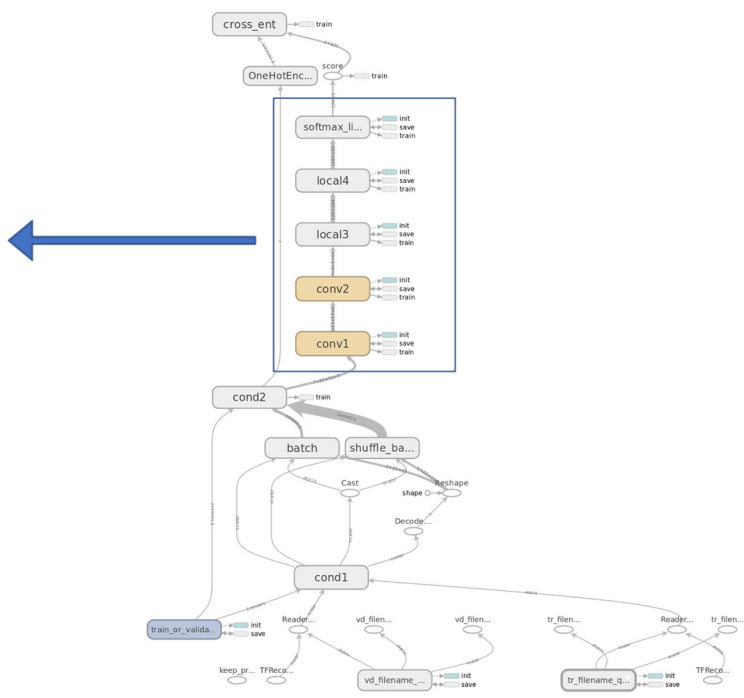 cross_ent
train
score
OneHotEnc...
train
softmax_li...
init
save
train
local4
init
save
train
local3
init
save
train
conv2
init
save
train
conv1
init
save
train
cond2
train
batch
shuffle_ba...
Cast
shape
Reshape
Decode...
cond1
train_or_valida...
init
save
Reader...
vd_filen...
vd_filen...
tr_filen...
Reader...
tr_filen...
keep_pr...
TFReco...
vd_filename_...
init
save
tr_filename_q...
init
save
TFReco...